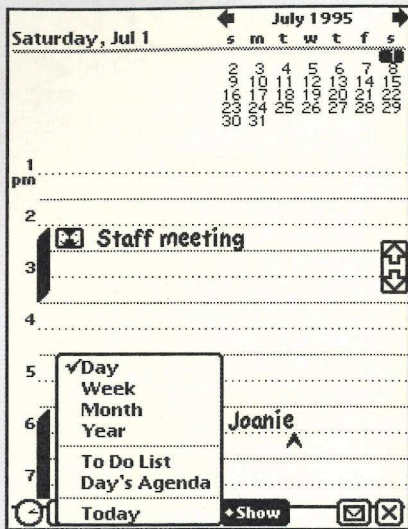 July 1995
Saturday, Jul 1
s m t w t f s
1
2 3 4 5 6 7 8
9 10 11 12 13 14 15
16 17 18 19 20 21 22
23 24 25 26 27 28 29
30 31
1
pm
2
Staff meeting
3
4
✓Day
5
Week
Month
Year
6
Joanie
To Do List
Day's Agenda
7
Today
Show